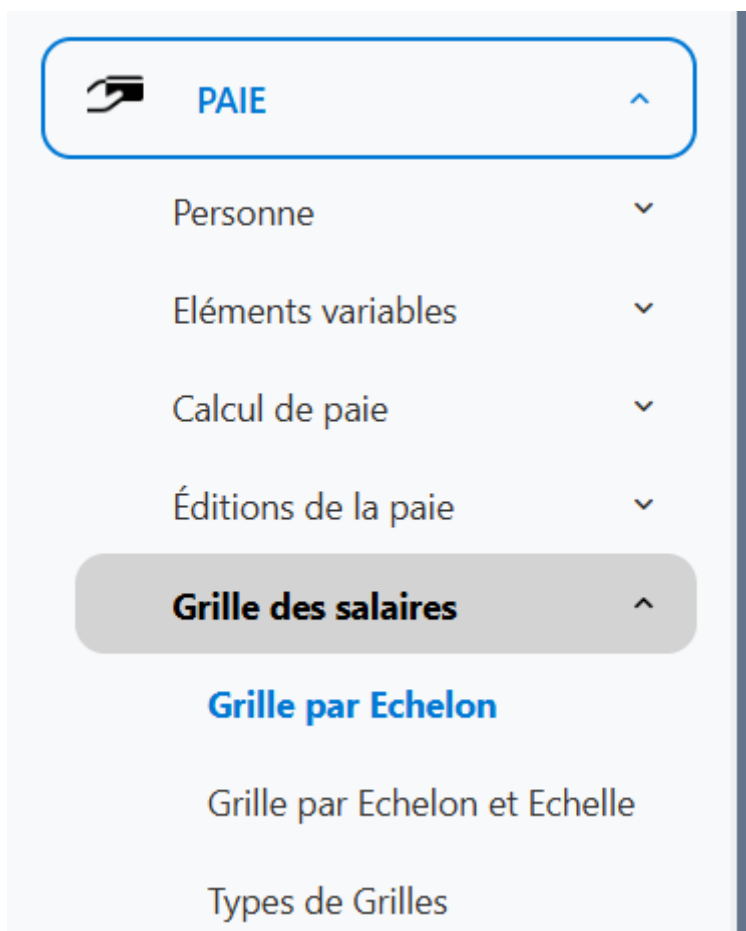 PAIE
Personne
Eléments variables
Calcul de paie
Éditions de la paie
Grille des salaires
Grille par Echelon
Grille par Echelon et Echelle
Types de Grilles